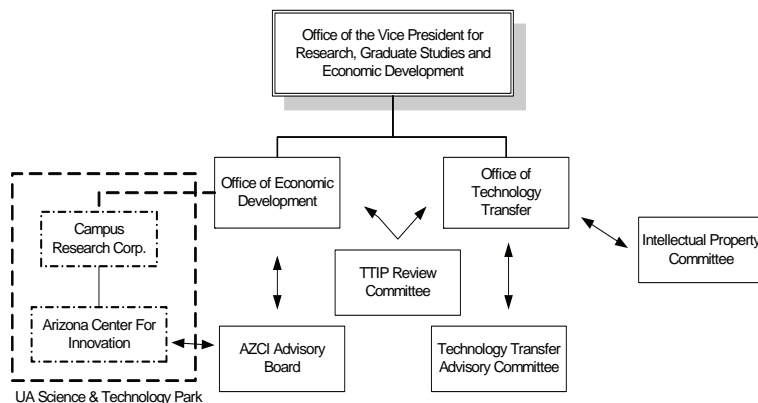 Office of the Vice President for
Research, Graduate Studies and
Economic Development
Office of Economic
Development
Office of
Technology
Transfer
Campus
Research Corp.
Intellectual Property
Committee
TTIP Review
Committee
Arizona Center For
Innovation
AZCI Advisory
Board
Technology Transfer
Advisory Committee
UA Science & Technology Park